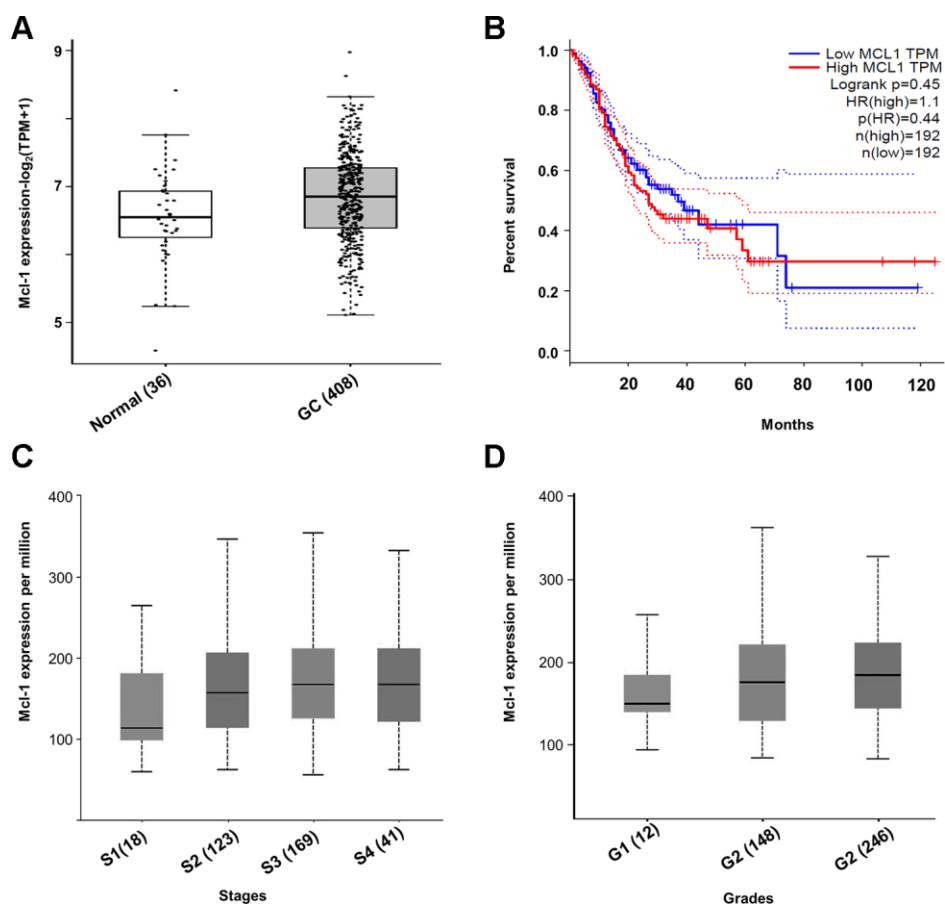 A
Mcl-1 expression-log₂(TPM+1)
9
7
5
Normal (36)
GC (408)
B
Percent survival
1.0
0.8
0.6
0.4
0.2
0.0
Low MCL1 TPM
High MCL1 TPM
Logrank p=0.45
HR(high)=1.1
p(HR)=0.44
n(high)=192
n(low)=192
20
40
60
80
100
120
Months
C
Mcl-1 expression per million
400
300
200
100
S1(18)
S2 (123)
S3 (169)
S4 (41)
Stages
D
Mcl-1 expression per million
400
300
200
100
G1 (12)
G2 (148)
G2 (246)
Grades